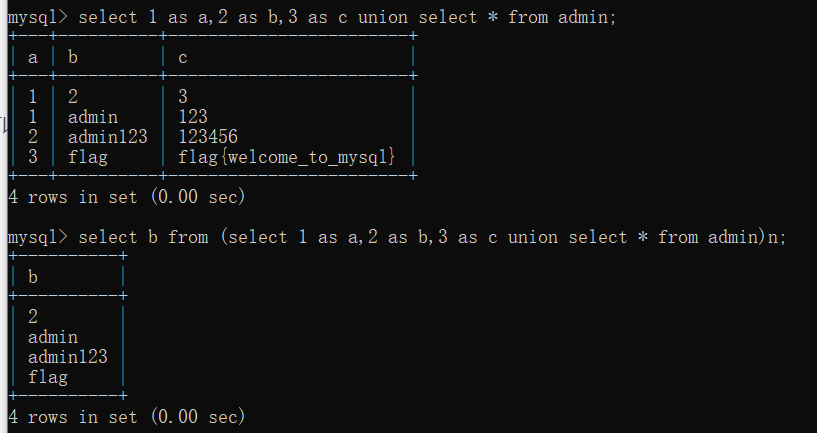 mysql> select 1 as a,2 as b,3 as c union select * from admin;
+---+----------+------------------------+
| a | b | c |
+---+----------+------------------------+
| 1 | 2 | 3 |
| 1 | admin | 123 |
| 2 | admin123 | 123456 |
| 3 | flag | flag{welcome_to_mysql} |
+---+----------+------------------------+
4 rows in set (0.00 sec)
mysql> select b from (select 1 as a,2 as b,3 as c union select * from admin)n;
+----------+
| b |
+----------+
| 2 |
| admin |
| admin123 |
| flag |
+----------+
4 rows in set (0.00 sec)